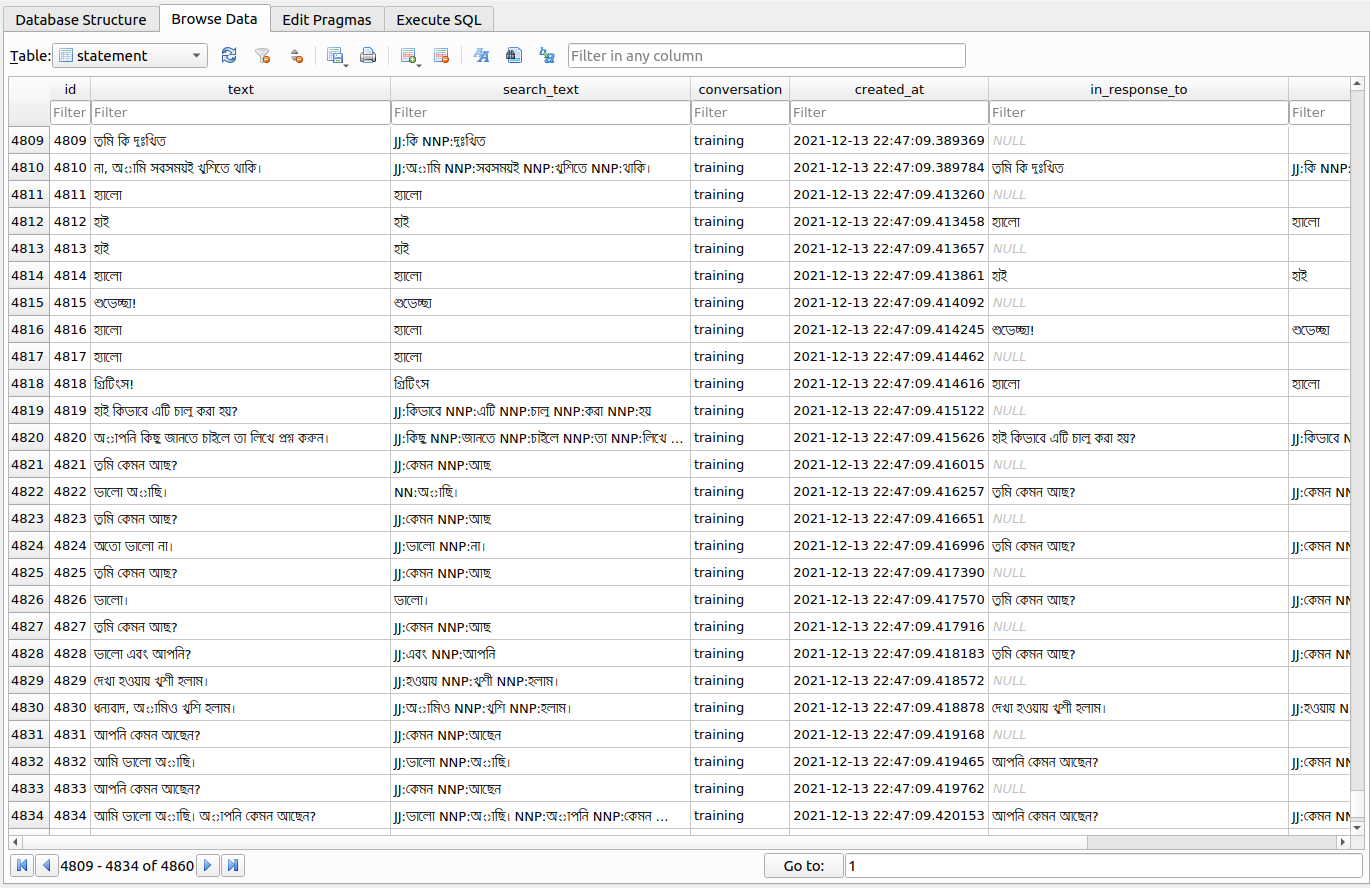 Database Structure Browse Data Edit Pragmas Execute SQL
Table: statement Filter in any column
id text search_text conversation created_at in_response_to
Filter Filter Filter Filter Filter Filter Filter
4809 4809 তুমি কি দুঃখিত JJ:কি NNP:দুঃখিত training 2021-12-13 22:47:09.389369 NULL
4810 4810 না, অামি সবসময়ই খুশিতে থাকি। JJ:অামি NNP:সবসময়ই NNP:খুশিতে NNP:থাকি। training 2021-12-13 22:47:09.389784 তুমি কি দুঃখিত JJ:কি NNP:
4811 4811 হ্যালো হ্যালো training 2021-12-13 22:47:09.413260 NULL
4812 4812 হাই হাই training 2021-12-13 22:47:09.413458 হ্যালো হ্যালো
4813 4813 হাই হাই training 2021-12-13 22:47:09.413657 NULL
4814 4814 হ্যালো হ্যালো training 2021-12-13 22:47:09.413861 হাই হাই
4815 4815 শুভেচ্ছা! শুভেচ্ছা training 2021-12-13 22:47:09.414092 NULL
4816 4816 হ্যালো হ্যালো training 2021-12-13 22:47:09.414245 শুভেচ্ছা! শুভেচ্ছা
4817 4817 হ্যালো হ্যালো training 2021-12-13 22:47:09.414462 NULL
4818 4818 গ্রিটিংস! গ্রিটিংস training 2021-12-13 22:47:09.414616 হ্যালো হ্যালো
4819 4819 হাই কিভাবে এটি চালু করা হয়? JJ:কিভাবে NNP:এটি NNP:চালু NNP:করা NNP:হয় training 2021-12-13 22:47:09.415122 NULL
4820 4820 অাপনি কিছু জানতে চাইলে তা লিখে প্রশ্ন করুন। JJ:কিছু NNP:জানতে NNP:চাইলে NNP:তা NNP:লিখে ... training 2021-12-13 22:47:09.415626 হাই কিভাবে এটি চালু করা হয়? JJ:কিভাবে N
4821 4821 তুমি কেমন আছ? JJ:কেমন NNP:আছ training 2021-12-13 22:47:09.416015 NULL
4822 4822 ভালো অাছি। NN:অাছি। training 2021-12-13 22:47:09.416257 তুমি কেমন আছ? JJ:কেমন NN
4823 4823 তুমি কেমন আছ? JJ:কেমন NNP:আছ training 2021-12-13 22:47:09.416651 NULL
4824 4824 অতো ভালো না। JJ:ভালো NNP:না। training 2021-12-13 22:47:09.416996 তুমি কেমন আছ? JJ:কেমন NN
4825 4825 তুমি কেমন আছ? JJ:কেমন NNP:আছ training 2021-12-13 22:47:09.417390 NULL
4826 4826 ভালো। ভালো। training 2021-12-13 22:47:09.417570 তুমি কেমন আছ? JJ:কেমন NN
4827 4827 তুমি কেমন আছ? JJ:কেমন NNP:আছ training 2021-12-13 22:47:09.417916 NULL
4828 4828 ভালো এবং আপনি? JJ:এবং NNP:আপনি training 2021-12-13 22:47:09.418183 তুমি কেমন আছ? JJ:কেমন NN
4829 4829 দেখা হওয়ায় খুশী হলাম। JJ:হওয়ায় NNP:খুশী NNP:হলাম। training 2021-12-13 22:47:09.418572 NULL
4830 4830 ধন্যবাদ, অামিও খুশি হলাম। JJ:অামিও NNP:খুশি NNP:হলাম। training 2021-12-13 22:47:09.418878 দেখা হওয়ায় খুশী হলাম। JJ:হওয়ায় N
4831 4831 আপনি কেমন আছেন? JJ:কেমন NNP:আছেন training 2021-12-13 22:47:09.419168 NULL
4832 4832 আমি ভালো অাছি। JJ:ভালো NNP:অাছি। training 2021-12-13 22:47:09.419465 আপনি কেমন আছেন? JJ:কেমন NN
4833 4833 আপনি কেমন আছেন? JJ:কেমন NNP:আছেন training 2021-12-13 22:47:09.419762 NULL
4834 4834 আমি ভালো অাছি। অাপনি কেমন আছেন? JJ:ভালো NNP:অাছি। NNP:অাপনি NNP:কেমন ... training 2021-12-13 22:47:09.420153 আপনি কেমন আছেন? JJ:কেমন NN
4809 - 4834 of 4860 Go to: 1